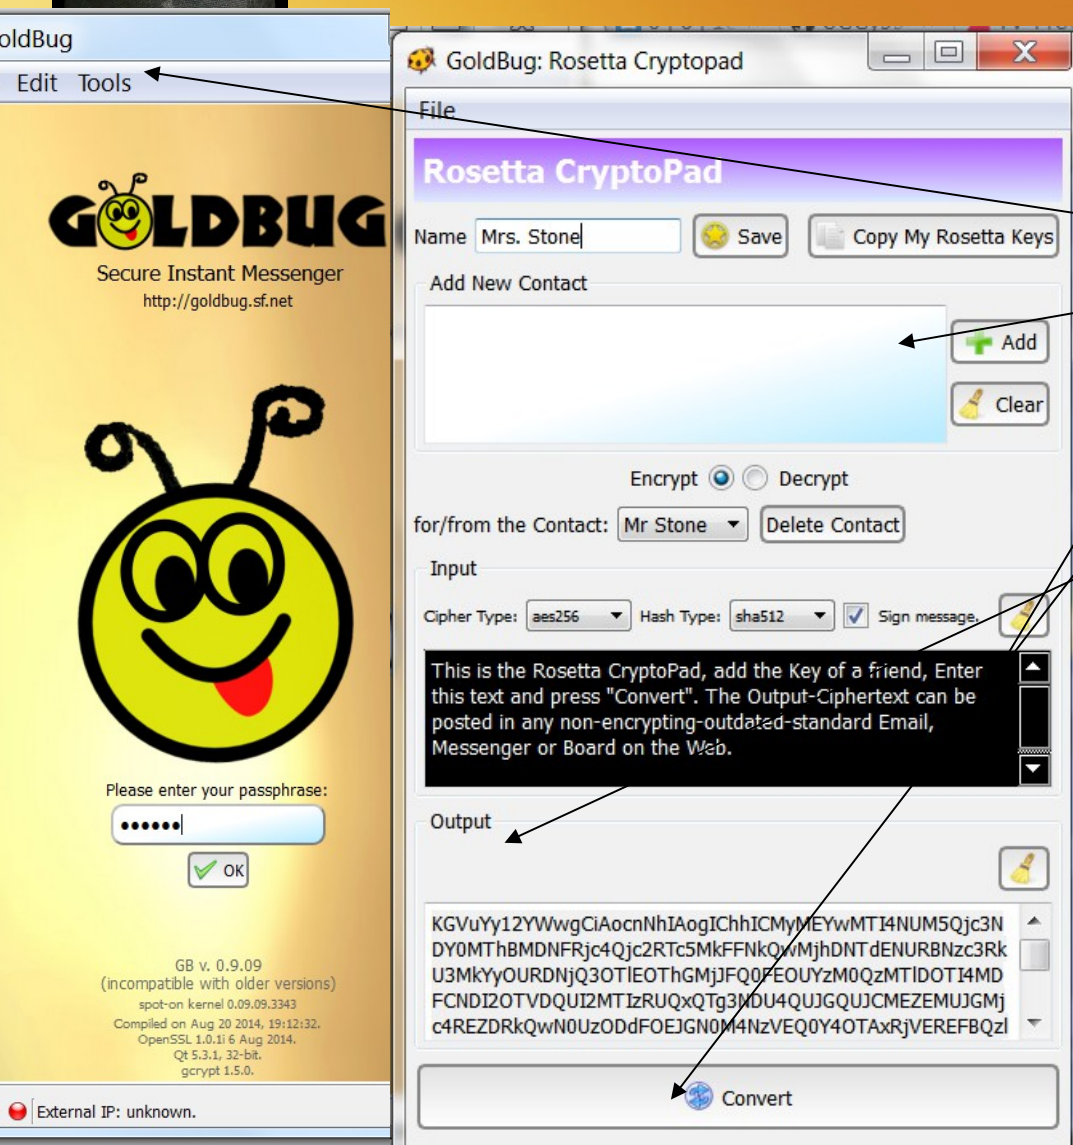 oldBug
Edit Tools
GOLDBUG
Secure Instant Messenger
http://goldbug.sf.net
Please enter your passphrase:
OK
GB v. 0.9.09
(incompatible with older versions)
spot-on kernel 0.09.09.3343
Compiled on Aug 20 2014, 19:12:32.
OpenSSL 1.0.1i 6 Aug 2014.
Qt 5.3.1, 32-bit.
gcrypt 1.5.0.
External IP: unknown.
GoldBug: Rosetta Cryptopad
File
Rosetta CryptoPad
Name Mrs. Stone Save Copy My Rosetta Keys
Add New Contact
Add
Clear
Encrypt Decrypt
for/from the Contact: Mr Stone Delete Contact
Input
Cipher Type: aes256 Hash Type: sha512 Sign message.
This is the Rosetta CryptoPad, add the Key of a friend, Enter
this text and press "Convert". The Output-Ciphertext can be
posted in any non-encrypting-outdated-standard Email,
Messenger or Board on the Web.
Output
Convert